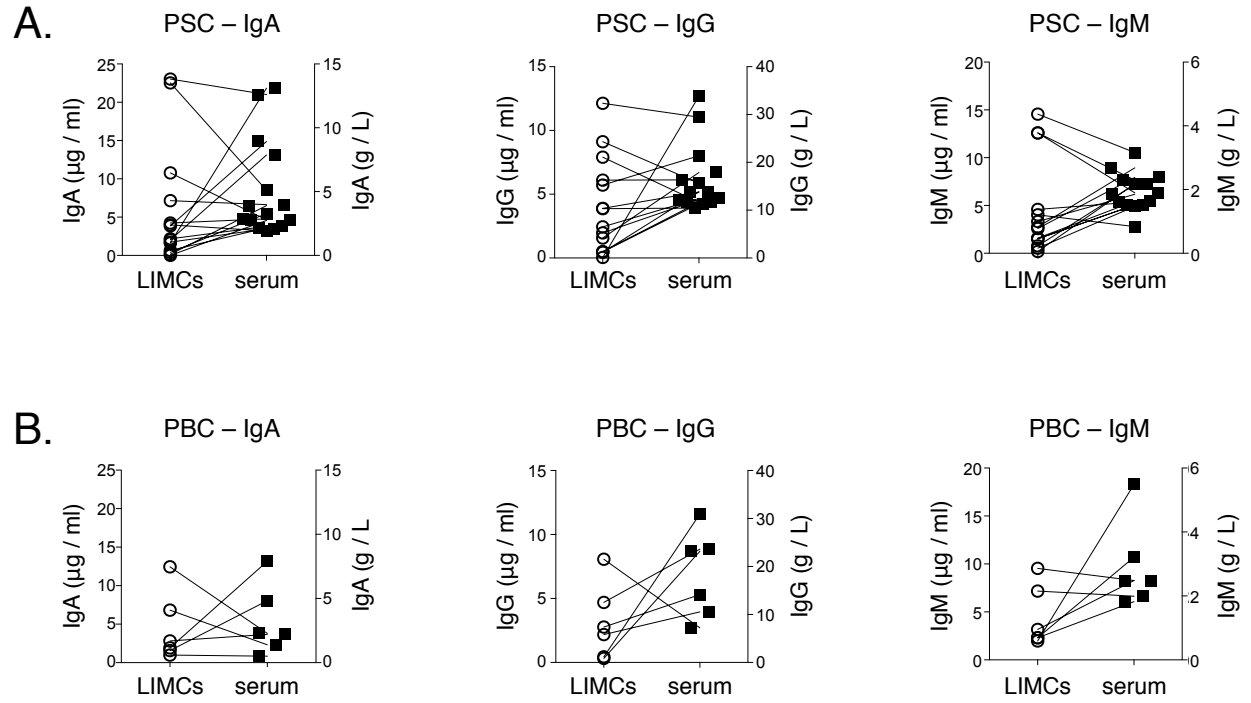 A.
PSC – IgA
PSC – IgG
PSC – IgM
25
20
15
10
5
0
IgA (µg / ml)
15
10
5
0
IgA (g / L)
LIMCs serum
15
10
5
0
IgG (µg / ml)
40
30
20
10
0
IgG (g / L)
LIMCs serum
20
15
10
5
0
IgM (µg / ml)
6
4
2
0
IgM (g / L)
LIMCs serum
B.
PBC – IgA
PBC – IgG
PBC – IgM
25
20
15
10
5
0
IgA (µg / ml)
15
10
5
0
IgA (g / L
LIMCs serum
15
10
5
0
IgG (µg / ml)
40
30
20
10
0
IgG (g / L)
LIMCs serum
20
15
10
5
0
IgM (µg / ml)
6
4
2
0
IgM (g / L)
LIMCs serum